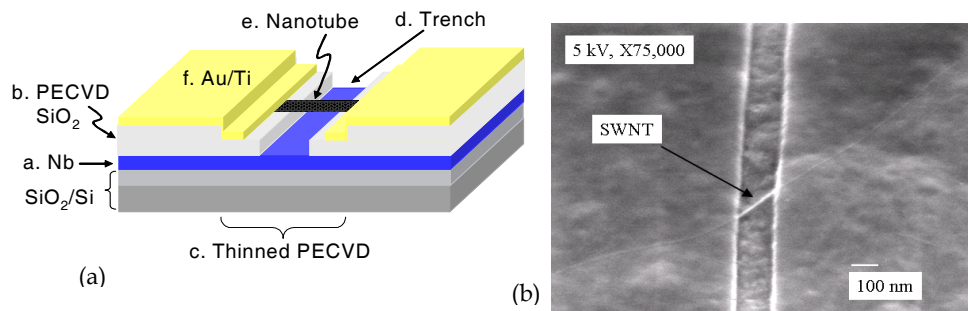 e. Nanotube
d. Trench
f. Au/Ti
b. PECVD
SiO₂
a. Nb
SiO₂/Si
c. Thinned PECVD
(a)
5 kV, X75,000
SWNT
100 nm
(b)